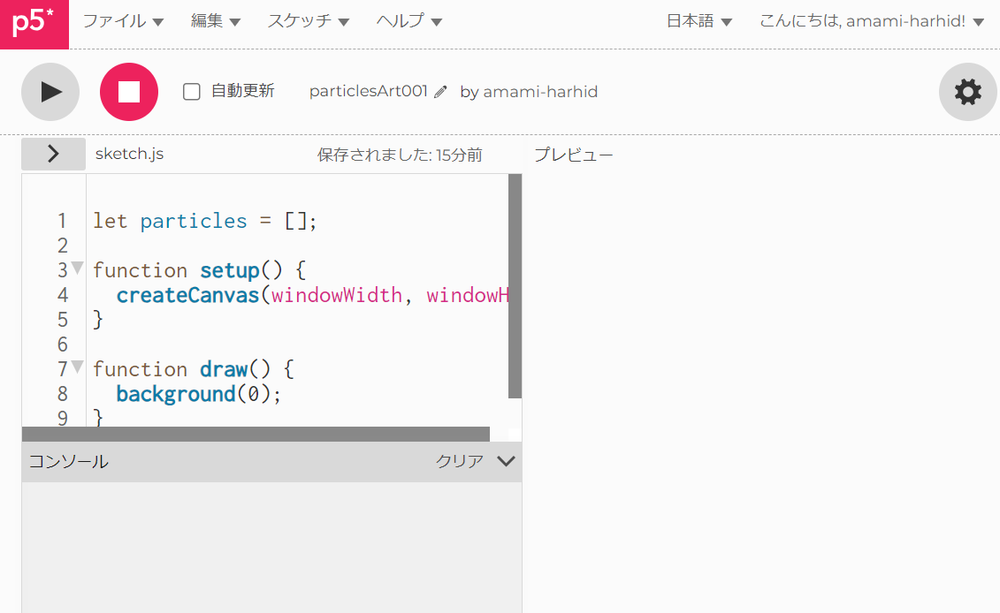 p5*
ファイル 編集 スケッチ ヘルプ 日本語 こんにちは, amami-harhid!
自動更新 particlesArt001 by amami-harhid
sketch.js 保存されました: 15分前 プレビュー
1 let particles = [];
2
3 function setup() {
4 createCanvas(windowWidth, windowH
5 }
6
7 function draw() {
8 background(0);
9 }
コンソール クリア